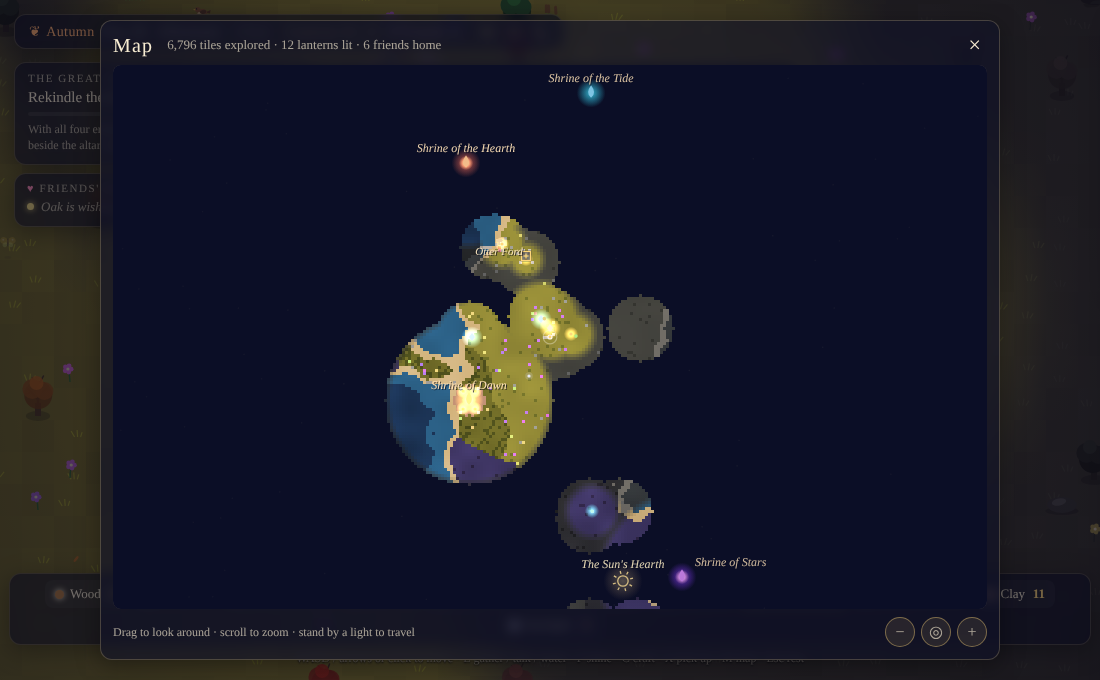 ❦ Autumn
Map
6,796 tiles explored · 12 lanterns lit · 6 friends home
×
THE GREAT
Rekindle the
With all four e
beside the alta
♥ FRIENDS'
Oak is wish
Shrine of the Tide
Shrine of the Hearth
Otter Ford
Shrine of Dawn
The Sun's Hearth
Shrine of Stars
Wood
Clay 11
Drag to look around · scroll to zoom · stand by a light to travel
− ◎ +